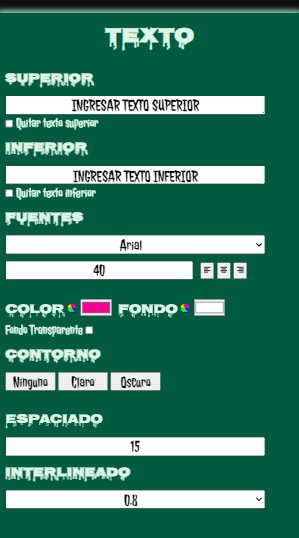 TEXTO
SUPERIOR
INGRESAR TEXTO SUPERIOR
Quitar texto superior
INFERIOR
INGRESAR TEXTO INFERIOR
Quitar texto inferior
FUENTES
Arial
40
COLOR FONDO
Fondo Transparente
CONTORNO
Ninguno Claro Oscuro
ESPACIADO
15
INTERLINEADO
0.8